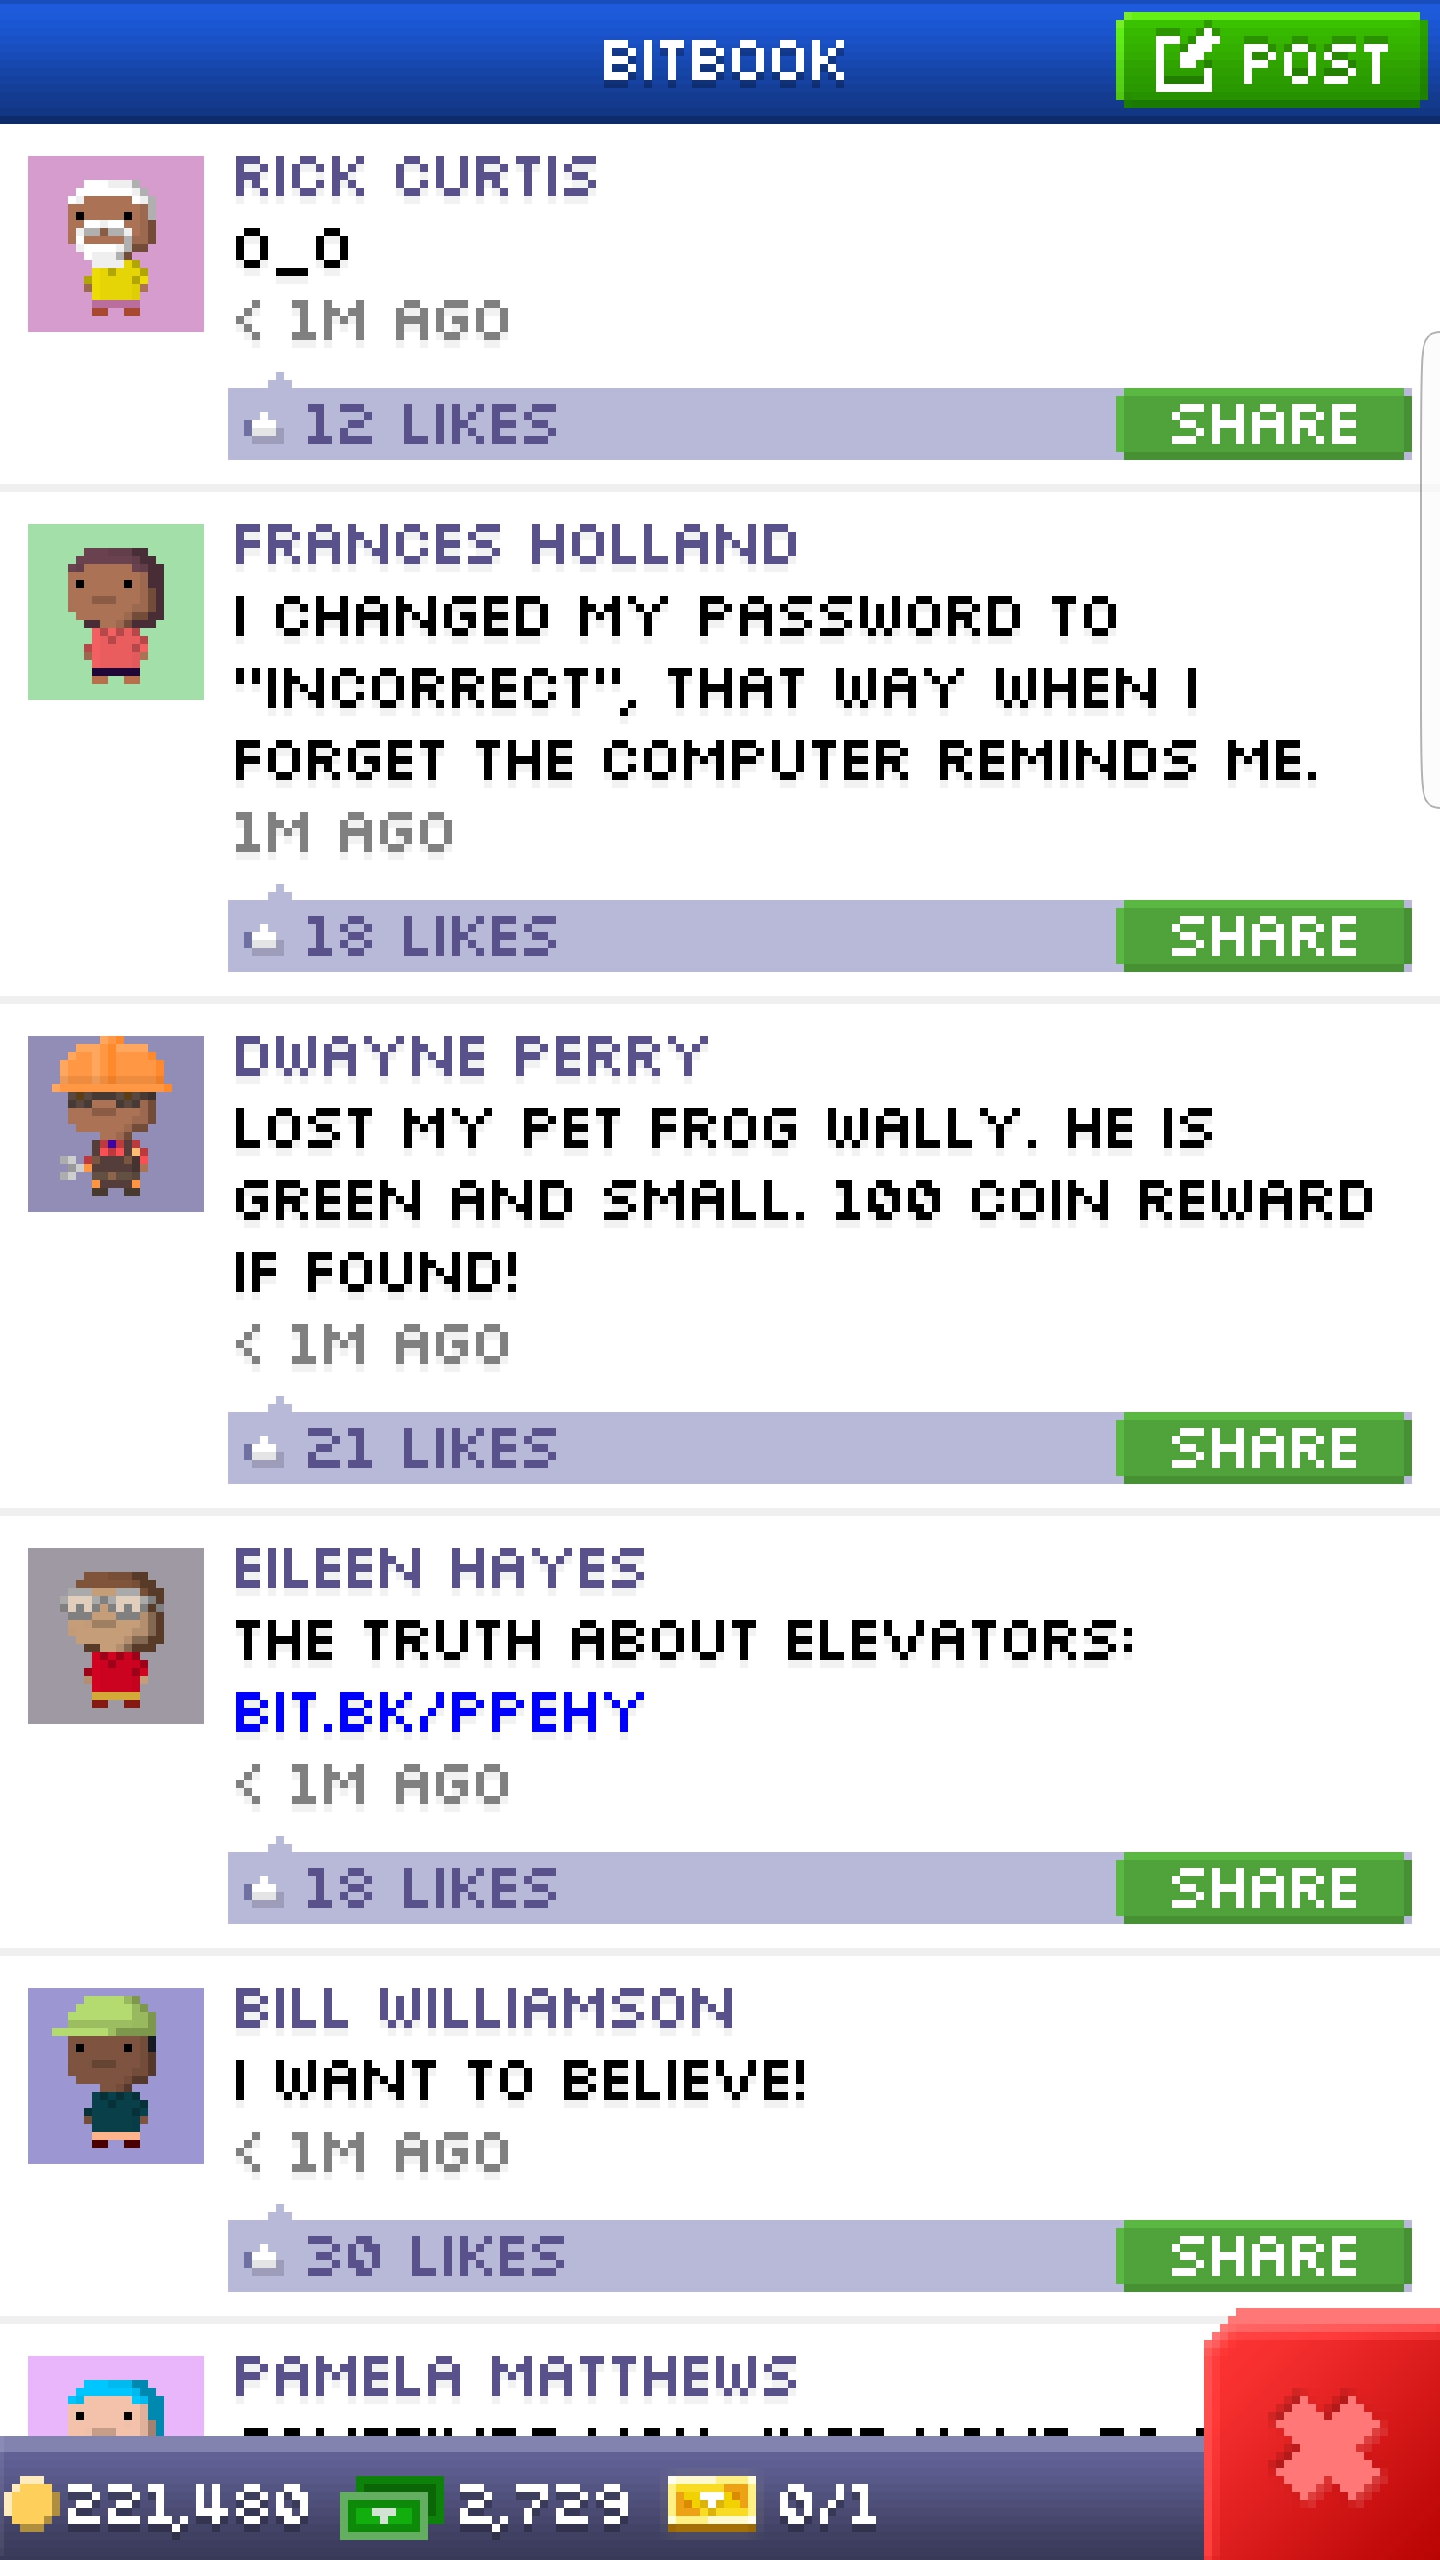 BITBOOK
POST
RICK CURTIS
O_O
< 1M AGO
12 LIKES
SHARE
FRANCES HOLLAND
I CHANGED MY PASSWORD TO
"INCORRECT", THAT WAY WHEN I
FORGET THE COMPUTER REMINDS ME.
1M AGO
18 LIKES
SHARE
DWAYNE PERRY
LOST MY PET FROG WALLY. HE IS
GREEN AND SMALL. 100 COIN REWARD
IF FOUND!
< 1M AGO
21 LIKES
SHARE
EILEEN HAYES
THE TRUTH ABOUT ELEVATORS:
BIT.BK/PPEHY
< 1M AGO
18 LIKES
SHARE
BILL WILLIAMSON
I WANT TO BELIEVE!
< 1M AGO
30 LIKES
SHARE
PAMELA MATTHEWS
221,480 2,729 0/1